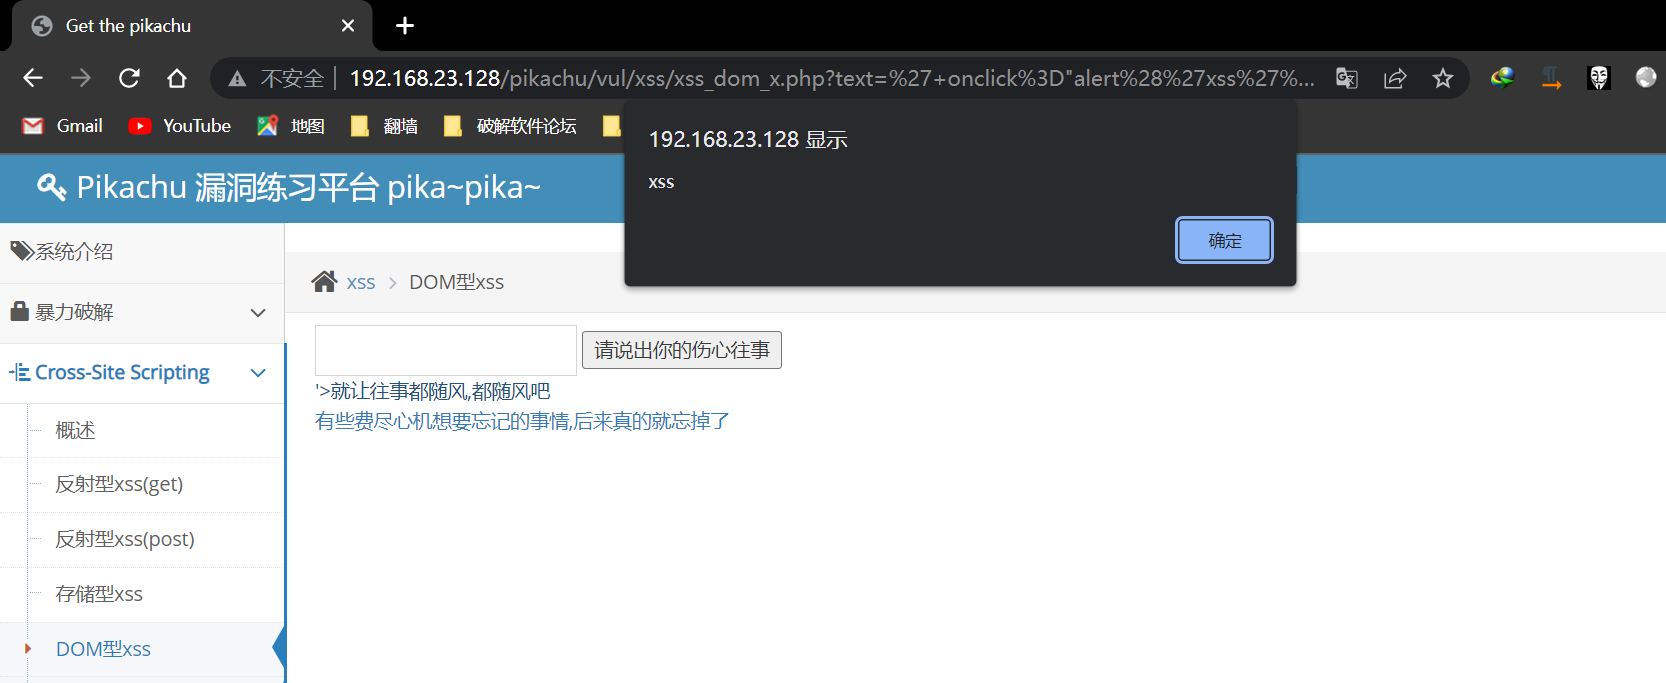 Get the pikachu
不安全 192.168.23.128/pikachu/vul/xss/xss_dom_x.php?text=%27+onclick%3D"alert%28%27xss%27%...
Gmail YouTube 地图 翻墙 破解软件论坛
192.168.23.128 显示
xss
确定
Pikachu 漏洞练习平台 pika~pika~
系统介绍
暴力破解
Cross-Site Scripting
概述
反射型xss(get)
反射型xss(post)
存储型xss
DOM型xss
xss > DOM型xss
请说出你的伤心往事
'>就让往事都随风,都随风吧
有些费尽心机想要忘记的事情,后来真的就忘掉了